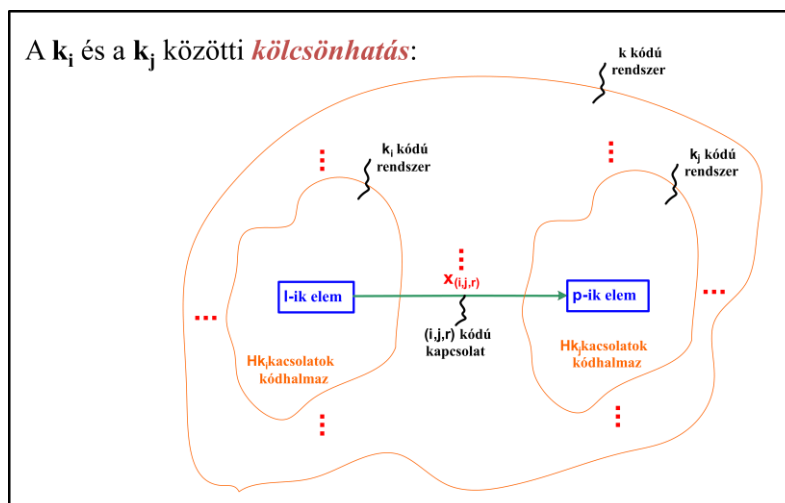 A kᵢ és a kⱼ közötti kölcsönhatás:
k kódú
rendszer
kᵢ kódú
rendszer
kⱼ kódú
rendszer
x(i,j,r)
l-ik elem
p-ik elem
(i,j,r) kódú
kapcsolat
Hkᵢkacsolatok
kódhalmaz
Hkⱼkacsolatok
kódhalmaz